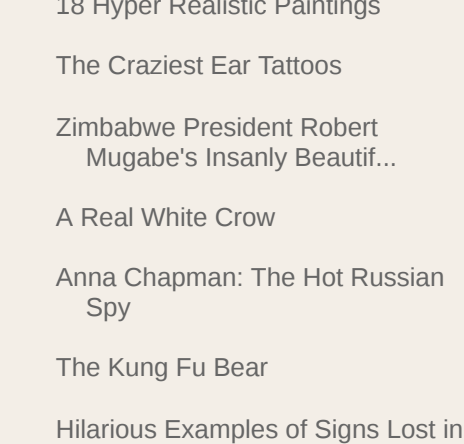 18 Hyper Realistic Paintings
The Craziest Ear Tattoos
Zimbabwe President Robert
Mugabe's Insanly Beautif...
A Real White Crow
Anna Chapman: The Hot Russian
Spy
The Kung Fu Bear
Hilarious Examples of Signs Lost in